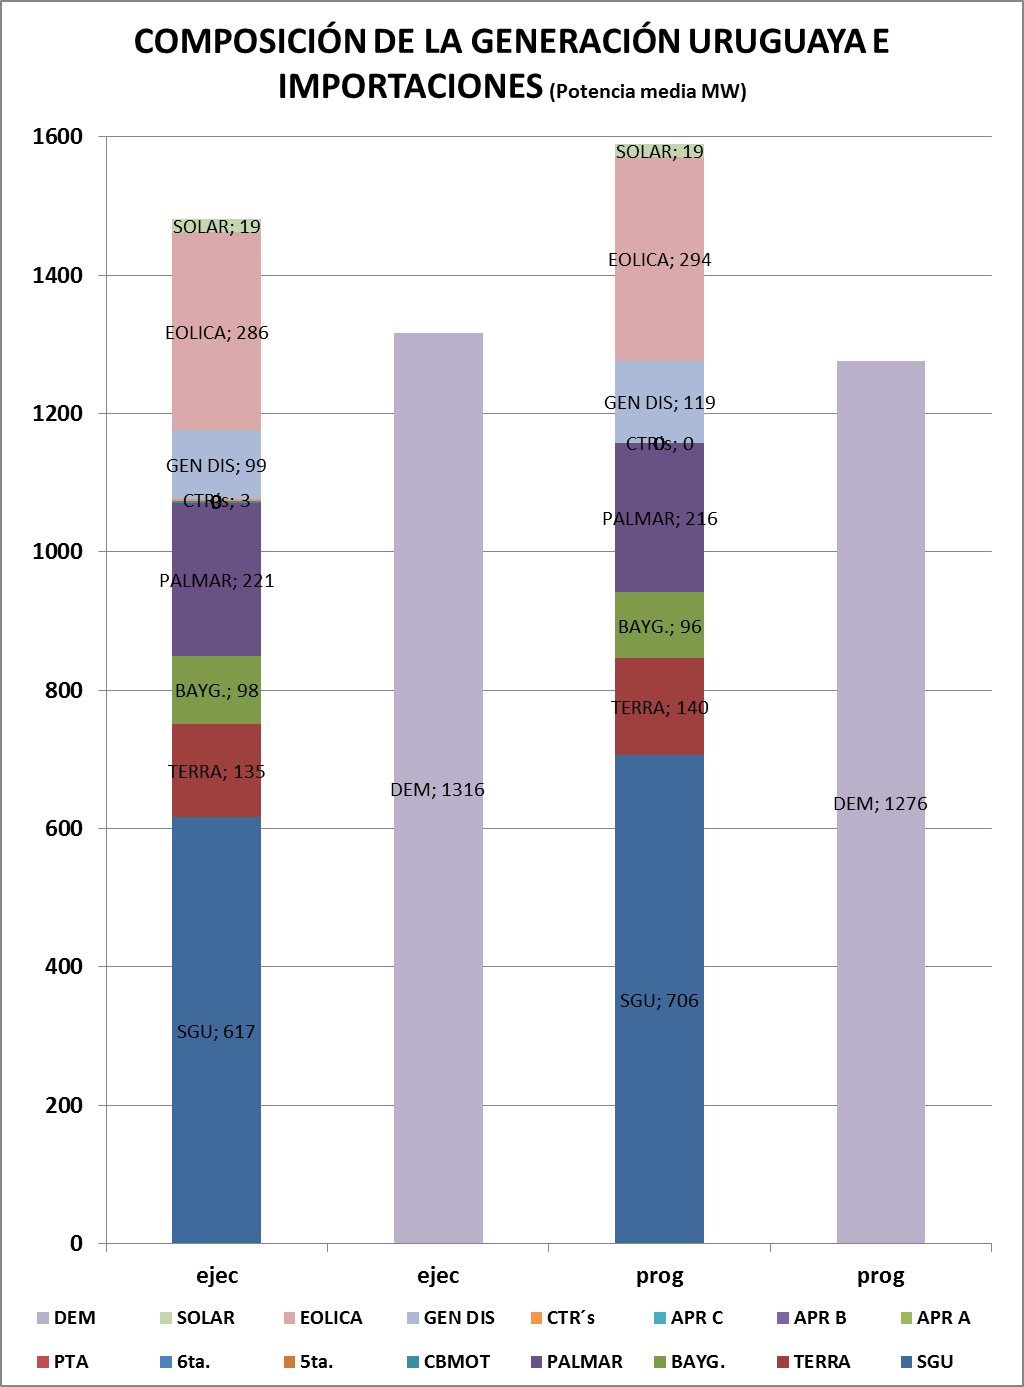 COMPOSICIÓN DE LA GENERACIÓN URUGUAYA E
IMPORTACIONES (Potencia media MW)
1600
1400
1200
1000
800
600
400
200
0
SOLAR; 19
EOLICA; 286
GEN DIS; 99
CTR´s; 3
0
PALMAR; 221
BAYG.; 98
TERRA; 135
SGU; 617
DEM; 1316
SOLAR; 19
EOLICA; 294
GEN DIS; 119
CTR´s; 0
0
PALMAR; 216
BAYG.; 96
TERRA; 140
SGU; 706
DEM; 1276
ejec ejec prog prog
DEM SOLAR EOLICA GEN DIS CTR´s APR C APR B APR A
PTA 6ta. 5ta. CBMOT PALMAR BAYG. TERRA SGU